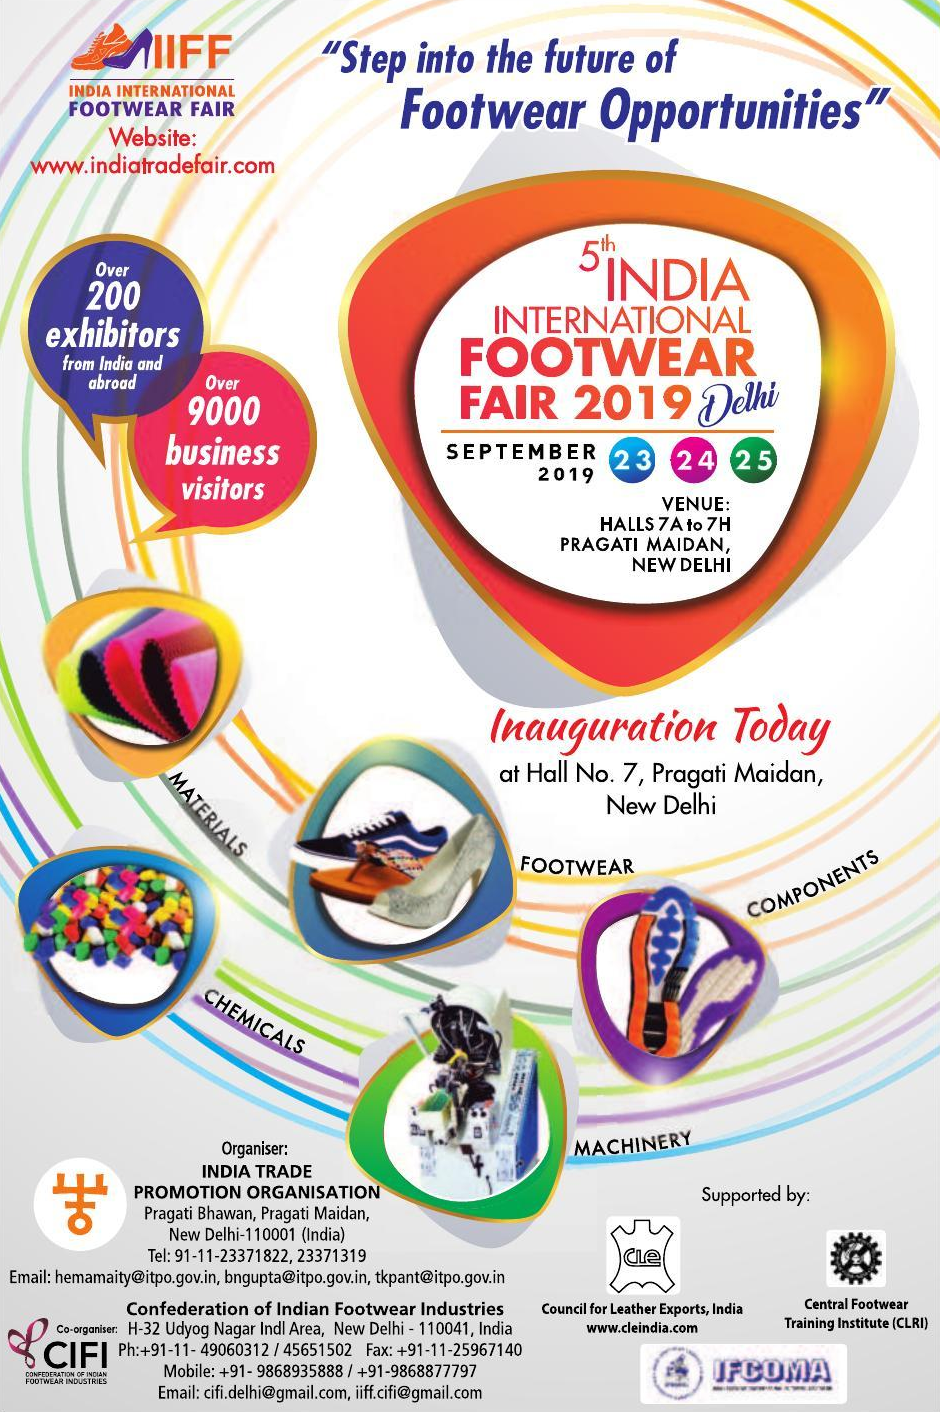 IIFF
INDIA INTERNATIONAL
FOOTWEAR FAIR
Website:
www.indiatradefair.com
"Step into the future of
Footwear Opportunities"
Over
200
exhibitors
from India and
abroad
Over
9000
business
visitors
5th
INDIA
INTERNATIONAL
FOOTWEAR
FAIR 2019 Delhi
SEPTEMBER 23 24 25
2019
VENUE:
HALLS 7A to 7H
PRAGATI MAIDAN,
NEW DELHI
Inauguration Today
at Hall No. 7, Pragati Maidan,
New Delhi
MATERIALS
FOOTWEAR
COMPONENTS
CHEMICALS
MACHINERY
Organiser:
INDIA TRADE
PROMOTION ORGANISATION
Pragati Bhawan, Pragati Maidan,
New Delhi-110001 (India)
Tel: 91-11-23371822, 23371319
Email: hemamaity@itpo.gov.in, bngupta@itpo.gov.in, tkpant@itpo.gov.in
Co-organiser:
CIFI
CONFEDERATION OF INDIAN
FOOTWEAR INDUSTRIES
Confederation of Indian Footwear Industries
H-32 Udyog Nagar Indl Area, New Delhi - 110041, India
Ph:+91-11- 49060312 / 45651502 Fax: +91-11-25967140
Mobile: +91- 9868935888 / +91-9868877797
Email: cifi.delhi@gmail.com, iiff.cifi@gmail.com
Supported by:
CLE
Council for Leather Exports, India
www.cleindia.com
Central Footwear
Training Institute (CLRI)
IFCOMA